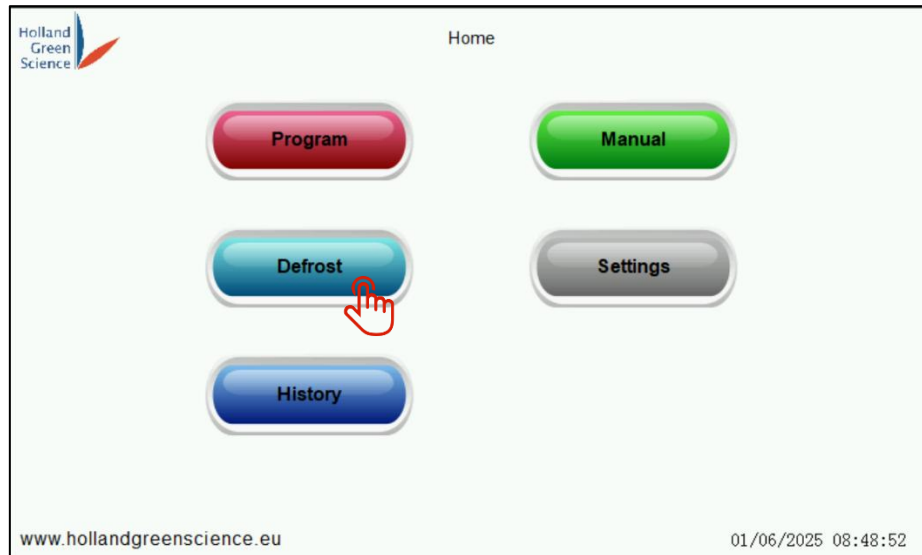 Holland
Green
Science
Home
Program
Manual
Defrost
Settings
History
www.hollandgreenscience.eu
01/06/2025 08:48:52